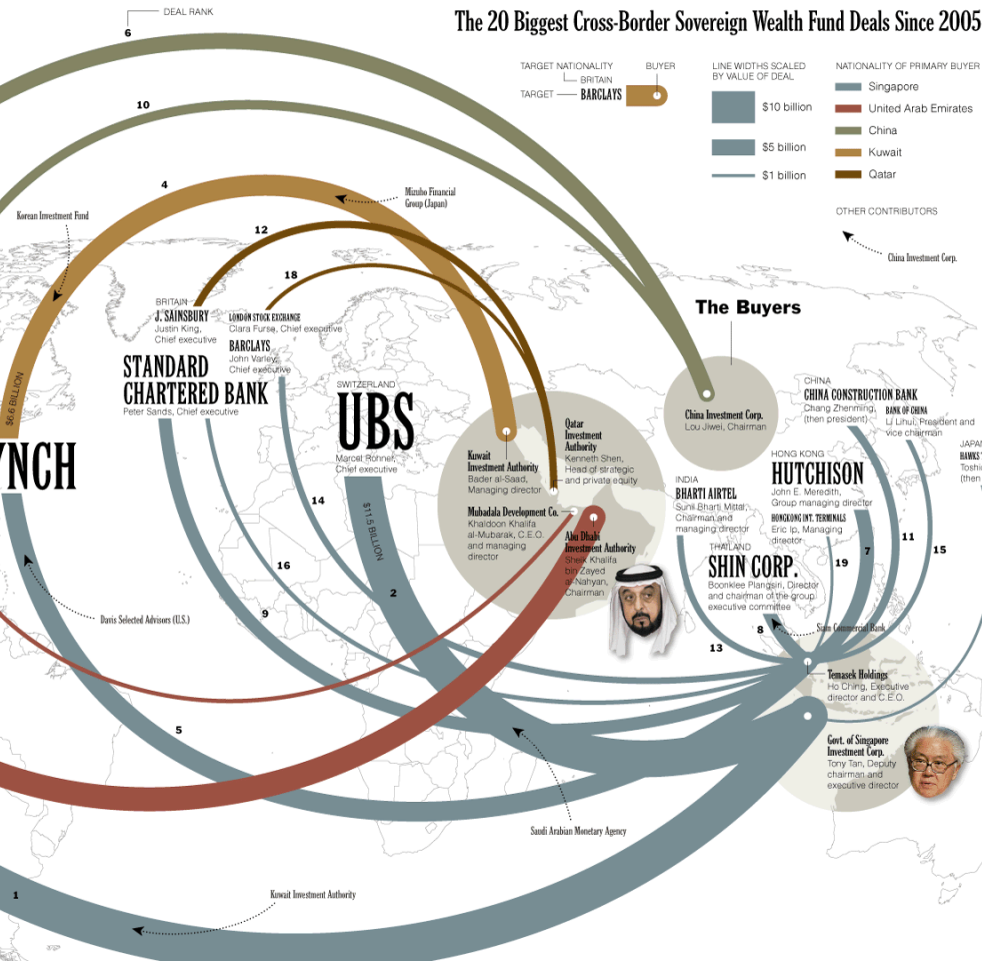 DEAL RANK
6
The 20 Biggest Cross-Border Sovereign Wealth Fund Deals Since 2005
TARGET NATIONALITY
BUYER
BRITAIN
TARGET
BARCLAYS
LINE WIDTHS SCALED
BY VALUE OF DEAL
$10 billion
$5 billion
$1 billion
NATIONALITY OF PRIMARY BUYER
Singapore
United Arab Emirates
China
Kuwait
Qatar
OTHER CONTRIBUTORS
China Investment Corp.
10
4
Mizuho Financial
Group (Japan)
Korean Investment Fund
12
18
BRITAIN
J. SAINSBURY
Justin King,
Chief executive
LONDON STOCK EXCHANGE
Clara Furse, Chief executive
BARCLAYS
John Varley,
Chief executive
STANDARD
CHARTERED BANK
Peter Sands, Chief executive
$6.6 BILLION
YNCH
SWITZERLAND
UBS
Marcel Rohner,
Chief executive
$11.5 BILLION
The Buyers
China Investment Corp.
Lou Jiwei, Chairman
Qatar
Investment
Authority
Kenneth Shen,
Head of strategic
and private equity
Kuwait
Investment Authority
Bader al-Saad,
Managing director
Mubadala Development Co.
Khaldoon Khalifa
al-Mubarak, C.E.O.
and managing
director
Abu Dhabi
Investment Authority
Sheik Khalifa
bin Zayed
al-Nahyan,
Chairman
CHINA
CHINA CONSTRUCTION BANK
Chang Zhenming,
(then president)
BANK OF CHINA
Li Lihui, President and
vice chairman
JAPA
HAWKS
Toshi
(then
HONG KONG
HUTCHISON
John E. Meredith,
Group managing director
HONGKONG INT. TERMINALS
Eric Ip, Managing
director
INDIA
BHARTI AIRTEL
Sunil Bharti Mittal,
Chairman and
managing director
THAILAND
SHIN CORP.
Boonklee Plangsiri, Director
and chairman of the group
executive committee
14
16
9
2
19
7
11
15
8
Siam Commercial Bank
13
Davis Selected Advisors (U.S.)
5
Temasek Holdings
Ho Ching, Executive
director and C.E.O.
Govt. of Singapore
Investment Corp.
Tony Tan, Deputy
chairman and
executive director
Saudi Arabian Monetary Agency
1
Kuwait Investment Authority